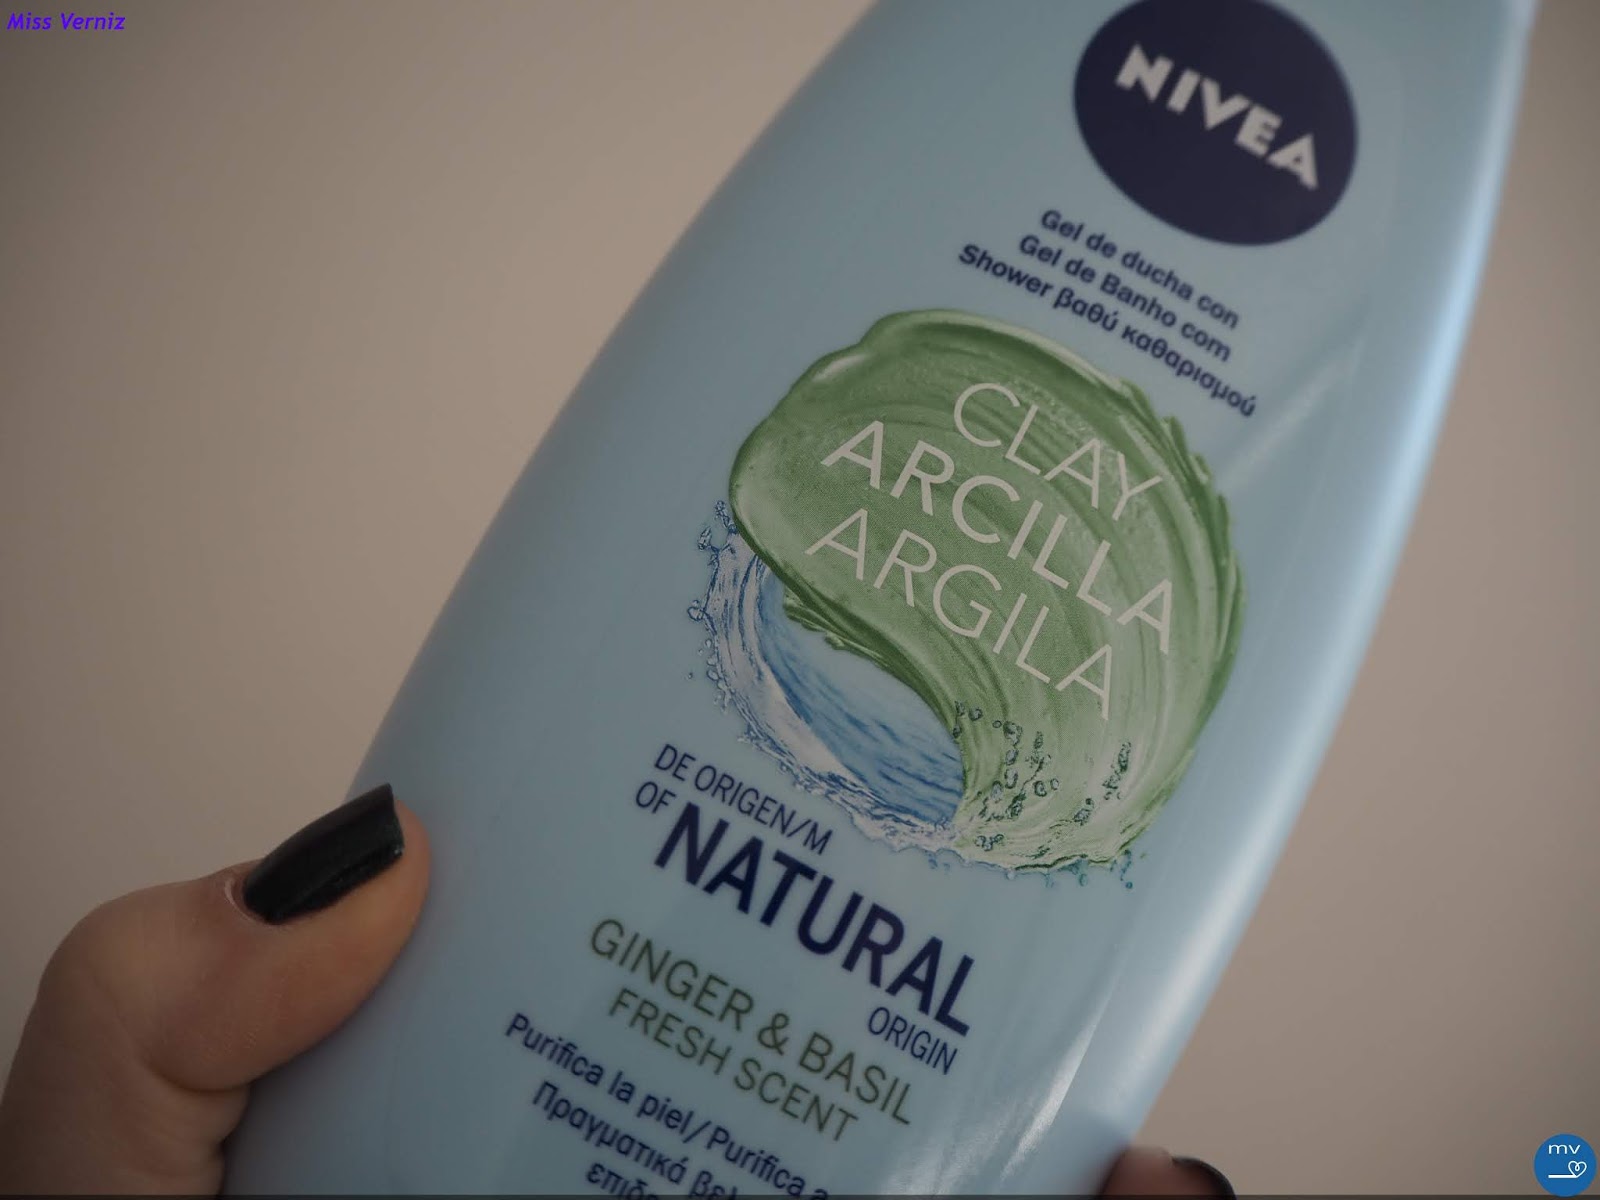 Miss Verniz
NIVEA
Gel de ducha con
Gel de Banho com
Shower βαθύ καθαρισμού
CLAY
ARCILLA
ARGILA
DE ORIGEN/M
OF
NATURAL
ORIGIN
GINGER & BASIL
FRESH SCENT
Purifica la piel/Purifica a
Πραγματικά
mv